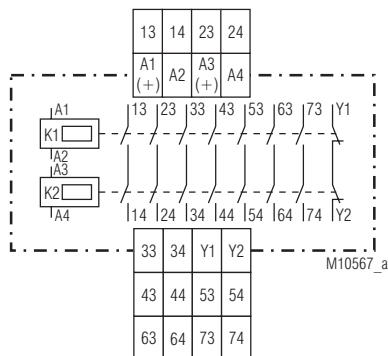 13 14 23 24
A1 (+) A2 A3 (+) A4
A1 13 23 33 43 53 63 73 Y1
K1
A2
A3
K2
A4 14 24 34 44 54 64 74 Y2
33 34 Y1 Y2
M10567_a
43 44 53 54
63 64 73 74